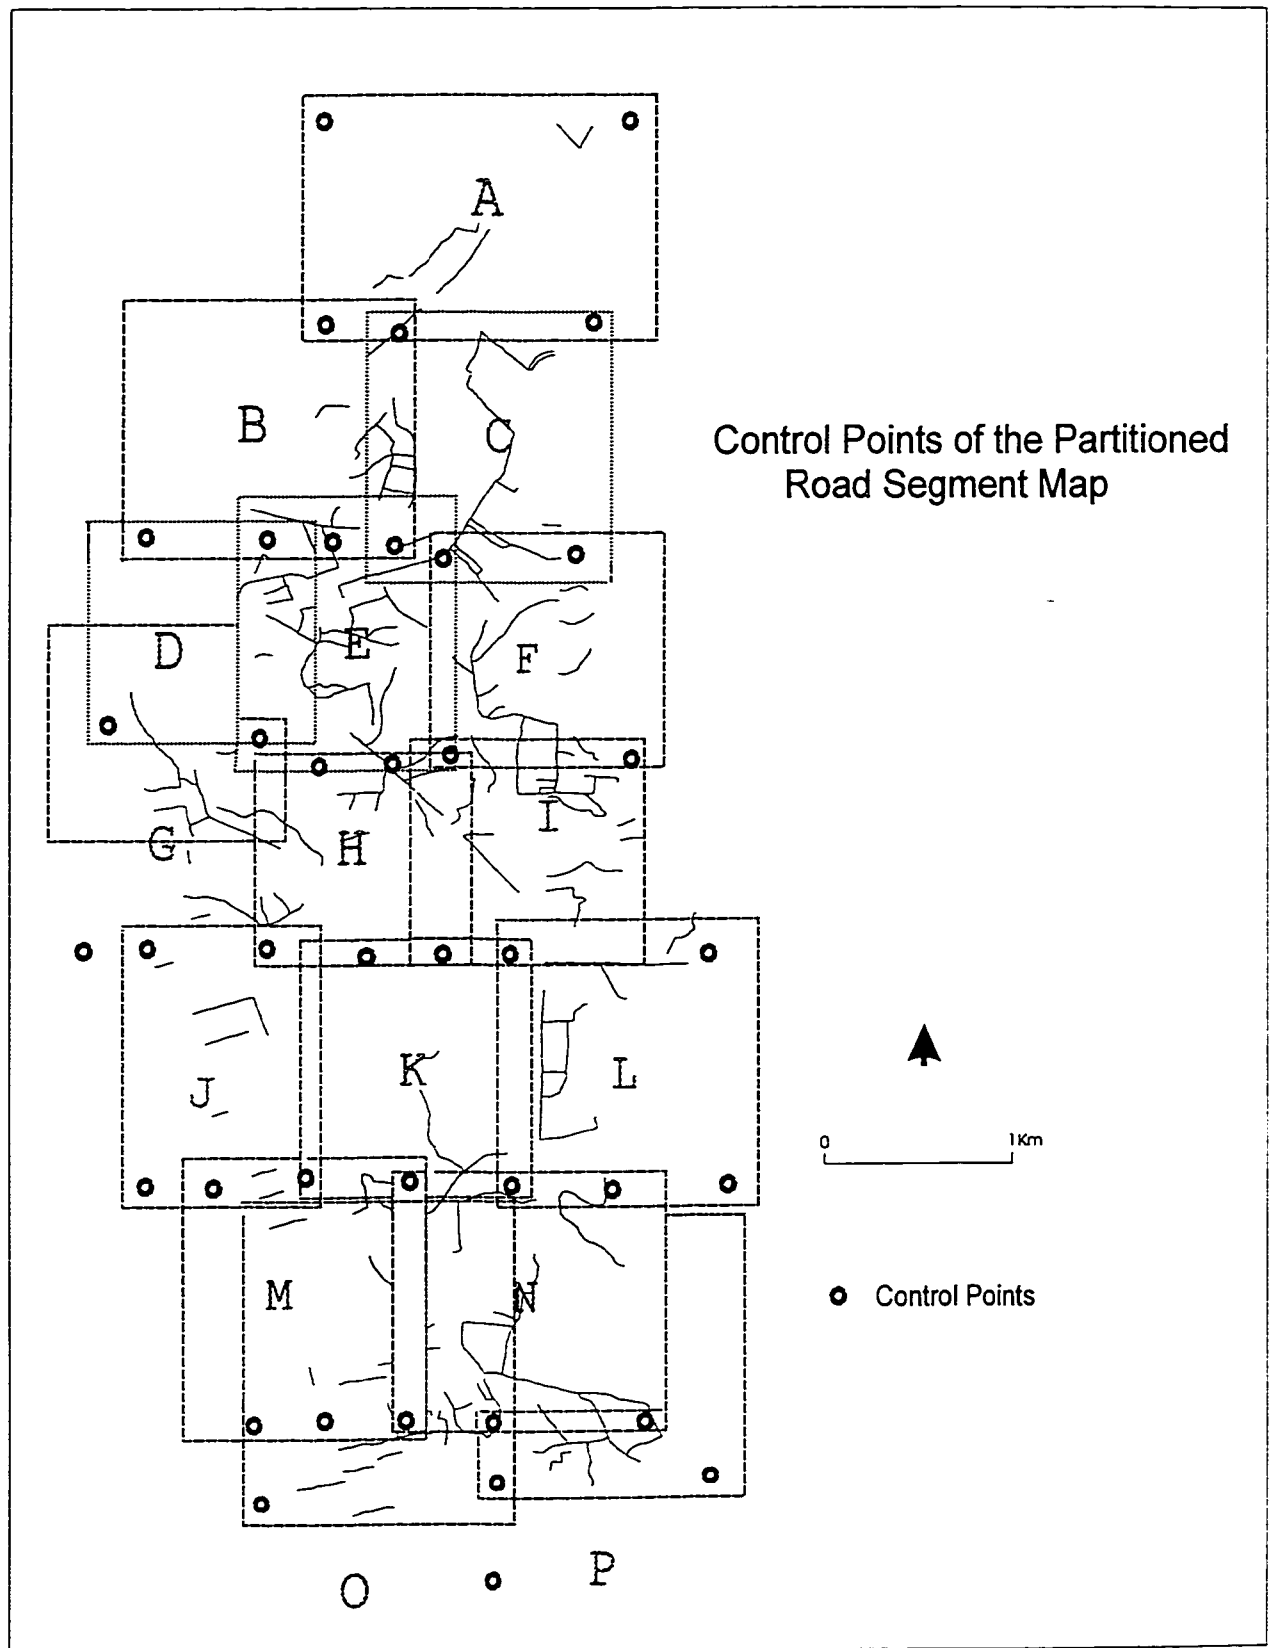 A
B
C
Control Points of the Partitioned
Road Segment Map
D
E
F
G
H
I
J
K
L
0 1Km
M
N
Control Points
O
P